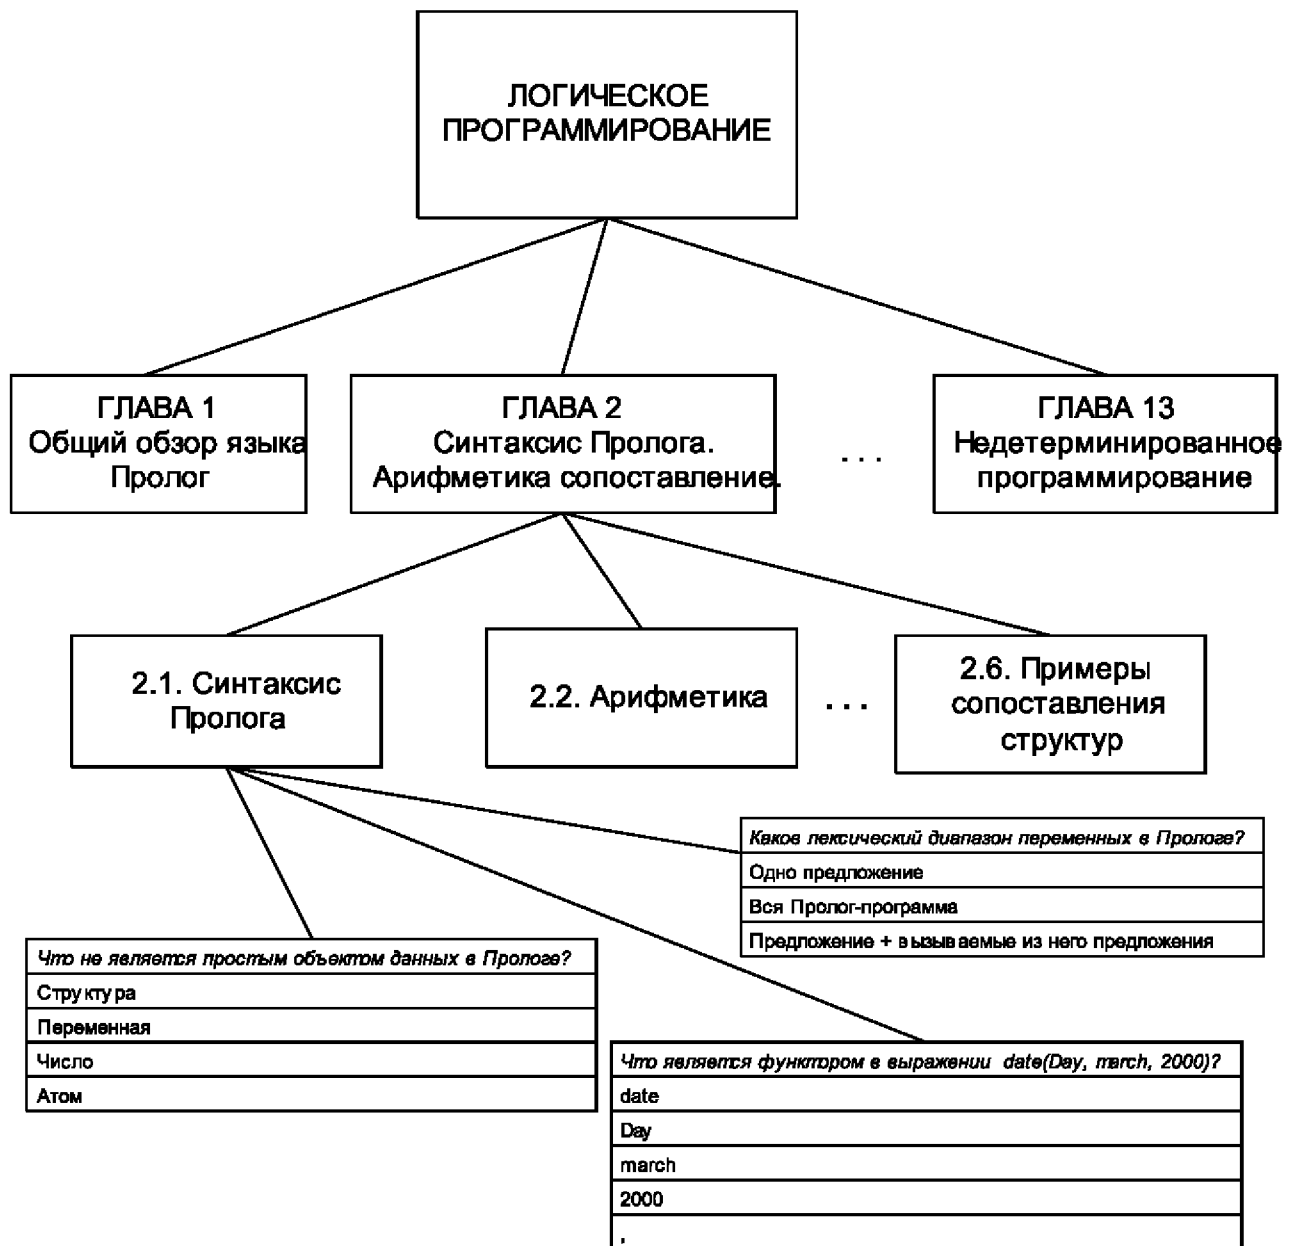 ЛОГИЧЕСКОЕ
ПРОГРАММИРОВАНИЕ
ГЛАВА 1
Общий обзор языка
Пролог
ГЛАВА 2
Синтаксис Пролога.
Арифметика сопоставление.
. . .
ГЛАВА 13
Недетерминированное
программирование
2.1. Синтаксис
Пролога
2.2. Арифметика
. . .
2.6. Примеры
сопоставления
структур
Каков лексический диапазон переменных в Прологе?
Одно предложение
Вся Пролог-программа
Предложение + вызываемые из него предложения
Что не является простым объектом данных в Прологе?
Структура
Переменная
Число
Атом
Что является функтором в выражении date(Day, march, 2000)?
date
Day
march
2000
,